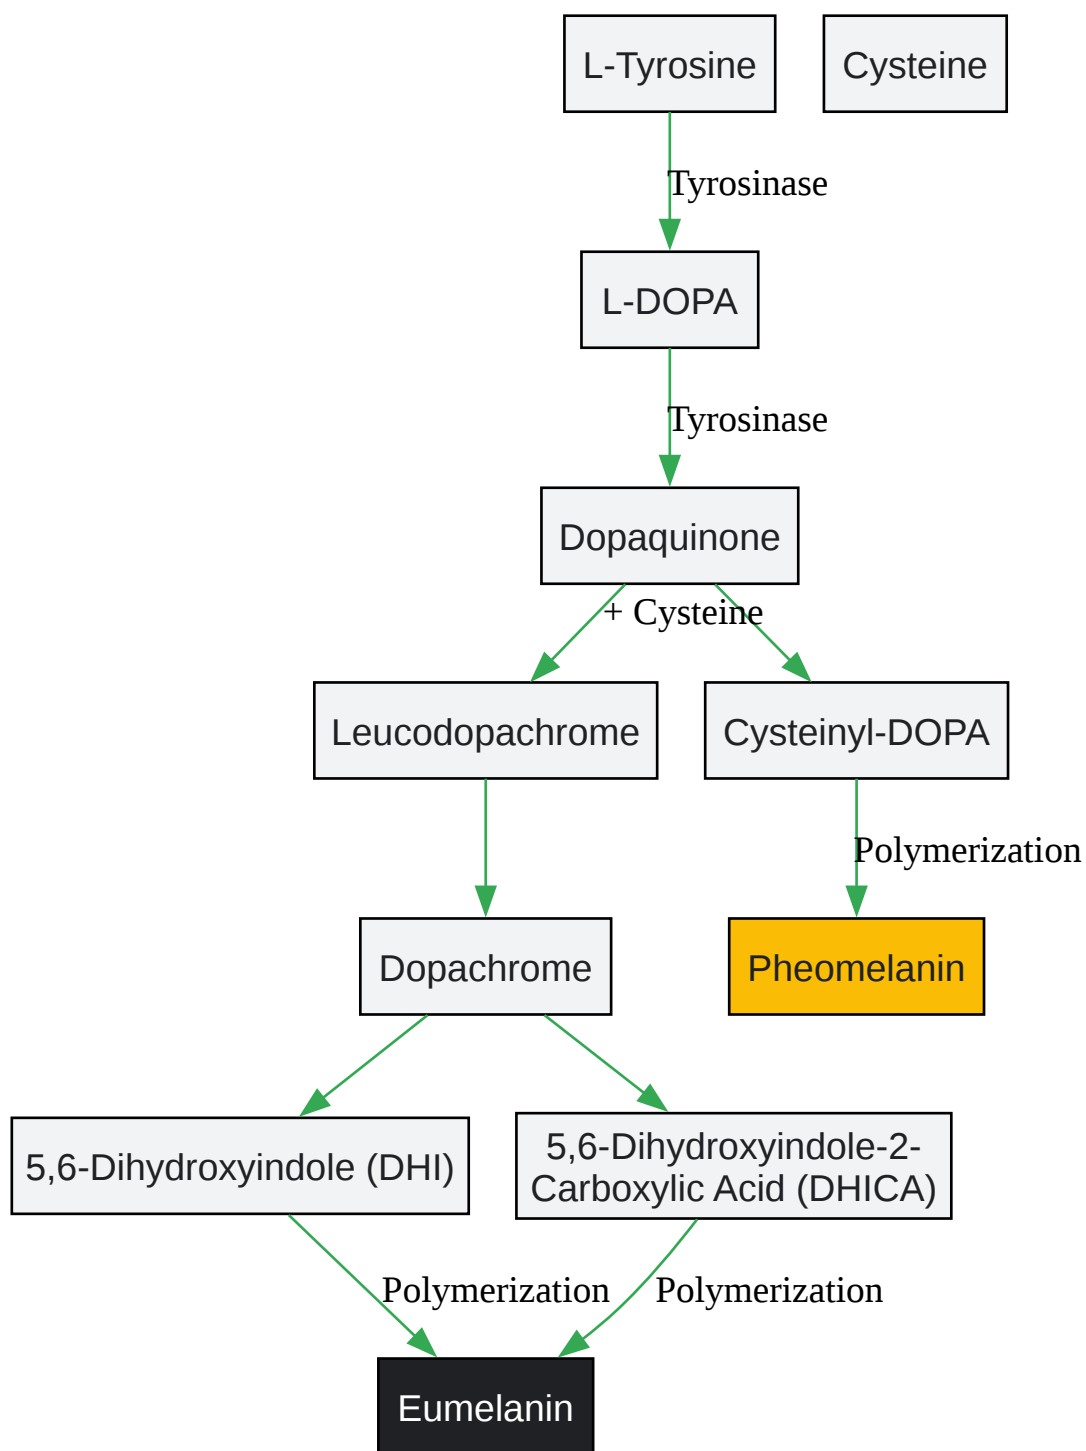 L-Tyrosine
Cysteine
Tyrosinase
L-DOPA
Tyrosinase
Dopaquinone
+ Cysteine
Leucodopachrome
Cysteinyl-DOPA
Polymerization
Dopachrome
Pheomelanin
5,6-Dihydroxyindole (DHI)
5,6-Dihydroxyindole-2-
Carboxylic Acid (DHICA)
Polymerization
Polymerization
Eumelanin